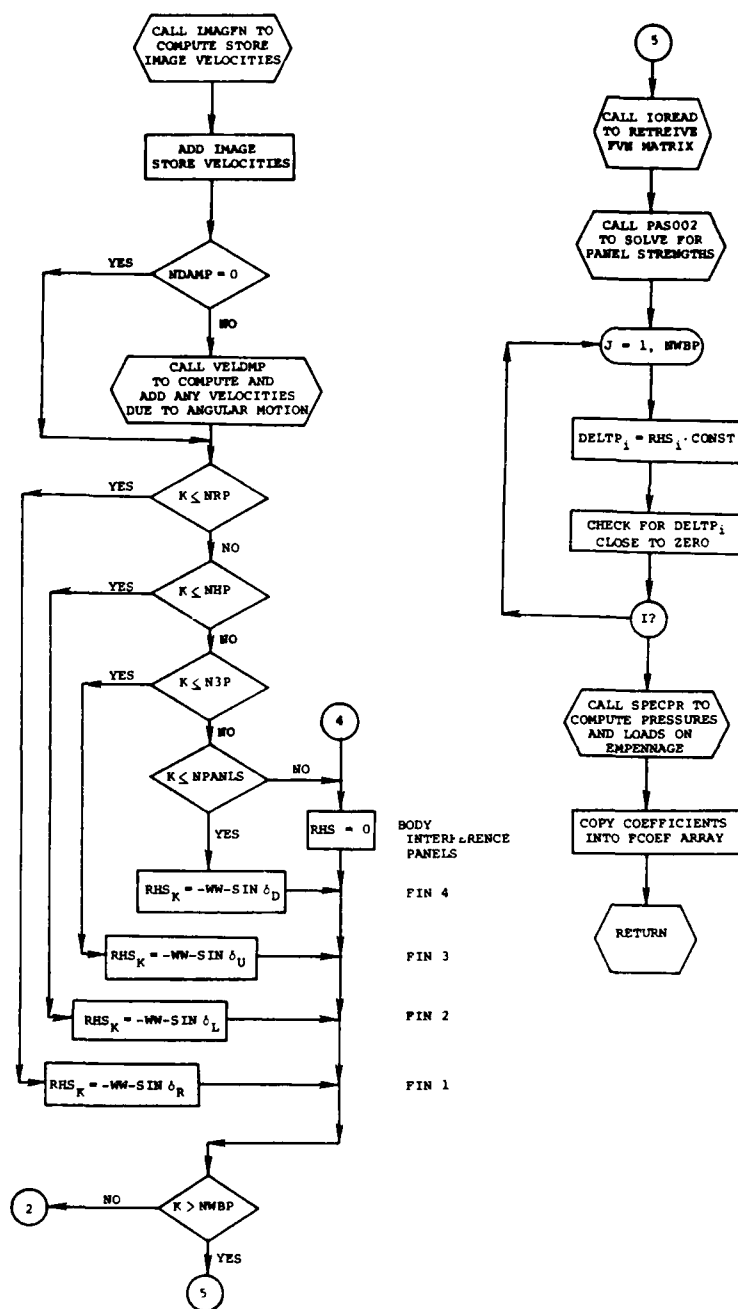 CALL IMAGFN TO
COMPUTE STORE
IMAGE VELOCITIES
ADD IMAGE
STORE VELOCITIES
YES
NDAMP = 0
NO
CALL VELDMP
TO COMPUTE AND
ADD ANY VELOCITIES
DUE TO ANGULAR MOTION
YES
K ≤ NRP
NO
YES
K ≤ NHP
NO
YES
K ≤ N3P
NO
4
K ≤ NPANLS
NO
YES
RHS = 0
BODY
INTERFERENCE
PANELS
RHS_K = -WW-SIN δ_D
FIN 4
RHS_K = -WW-SIN δ_U
FIN 3
RHS_K = -WW-SIN δ_L
FIN 2
RHS_K = -WW-SIN δ_R
FIN 1
2
NO
K > NWBP
YES
5
5
CALL IOREAD
TO RETREIVE
FVN MATRIX
CALL PAS002
TO SOLVE FOR
PANEL STRENGTHS
J = 1, NWBP
DELTP_i = RHS_i · CONST
CHECK FOR DELTP_i
CLOSE TO ZERO
I?
CALL SPECPR TO
COMPUTE PRESSURES
AND LOADS ON
EMPENNAGE
COPY COEFFICIENTS
INTO FCOEF ARRAY
RETURN